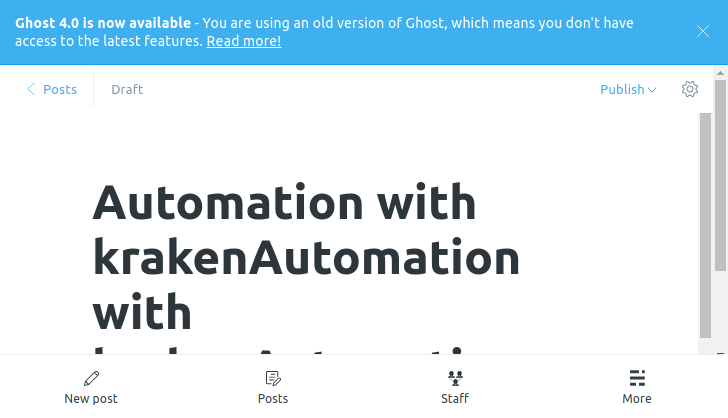 Ghost 4.0 is now available - You are using an old version of Ghost, which means you don't have
access to the latest features. Read more!
Posts
Draft
Publish
Automation with
krakenAutomation
with
New post
Posts
Staff
More